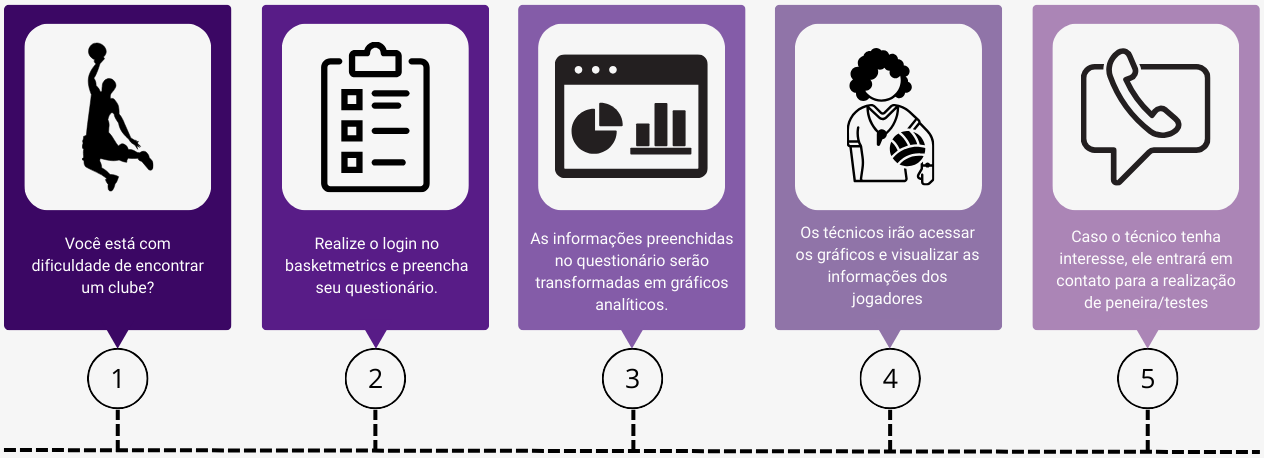 Você está com
dificuldade de encontrar
um clube?
1
Realize o login no
basketmetrics e preencha
seu questionário.
2
As informações preenchidas
no questionário serão
transformadas em gráficos
analíticos.
3
Os técnicos irão acessar
os gráficos e visualizar as
informações dos
jogadores
4
Caso o técnico tenha
interesse, ele entrará em
contato para a realização
de peneira/testes
5